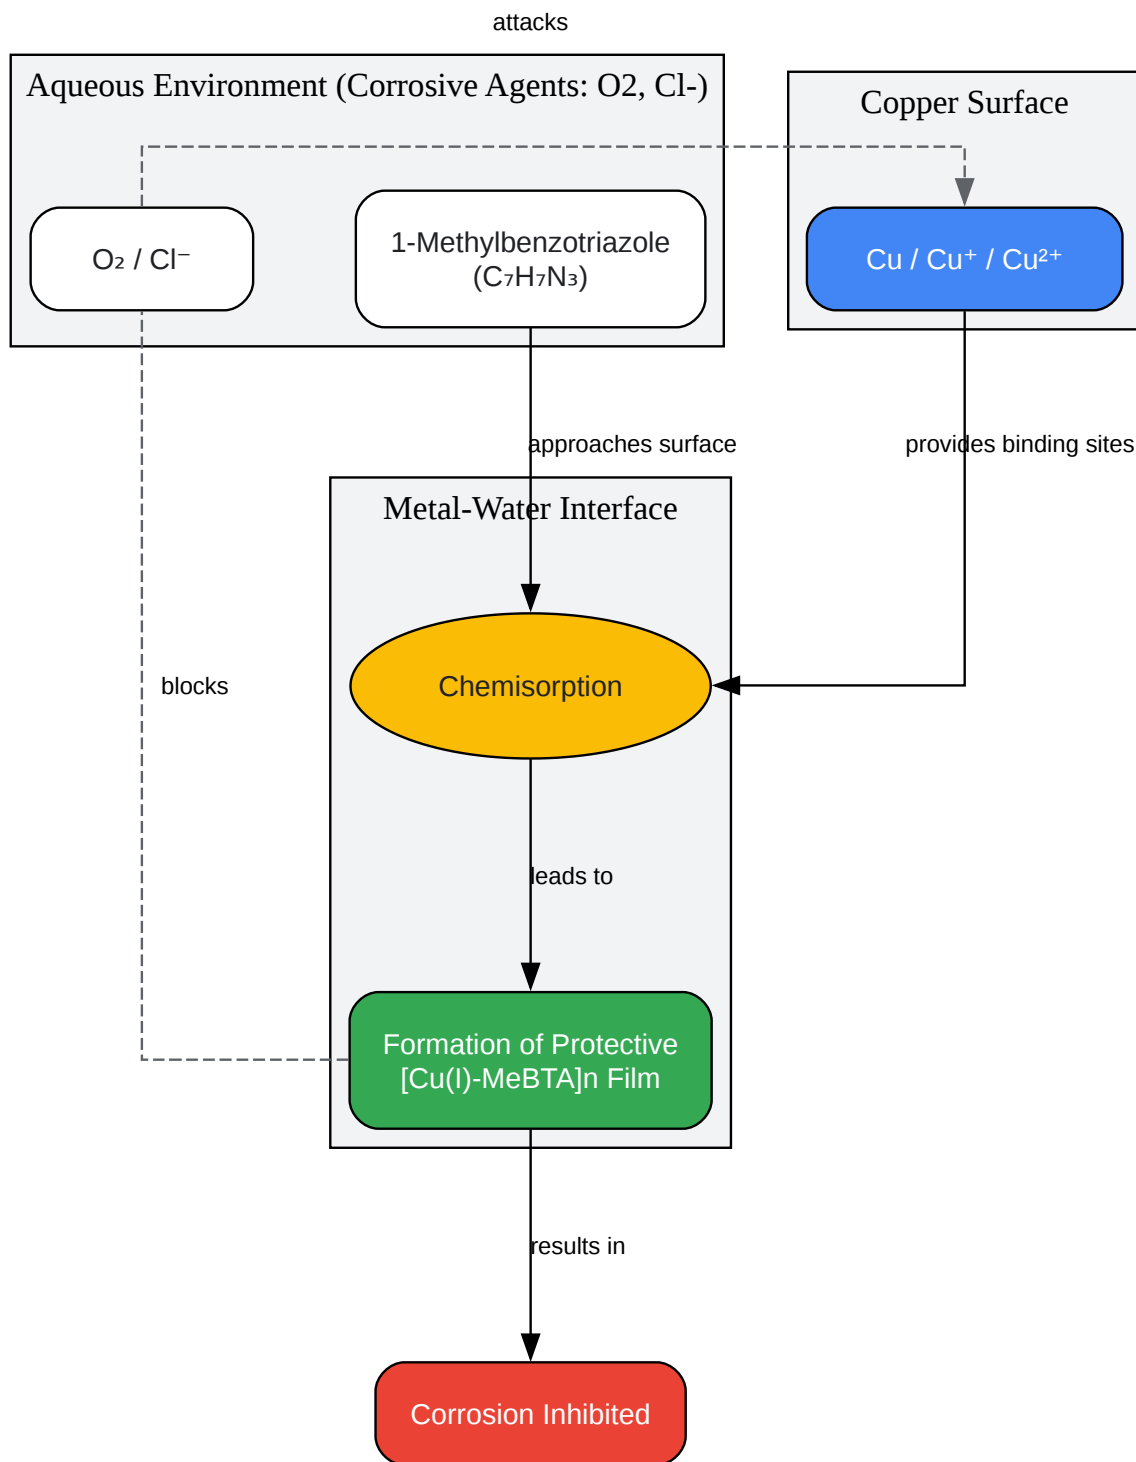 attacks
Aqueous Environment (Corrosive Agents: O2, Cl-)
Copper Surface
O₂ / Cl⁻
1-Methylbenzotriazole
(C₇H₇N₃)
Cu / Cu⁺ / Cu²⁺
approaches surface
provides binding sites
Metal-Water Interface
Chemisorption
blocks
leads to
Formation of Protective
[Cu(I)-MeBTA]n Film
results in
Corrosion Inhibited